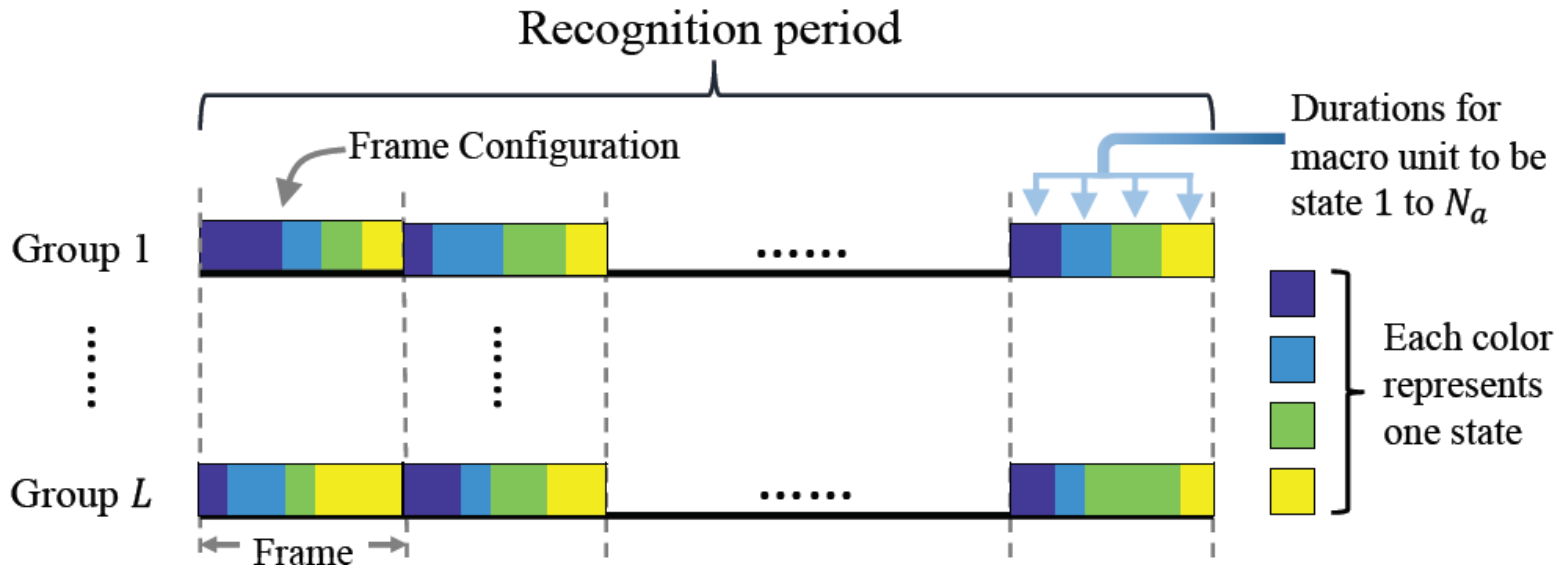 Recognition period
Frame Configuration
Durations for
macro unit to be
state 1 to N_a
Group 1
......
Each color
represents
one state
Group L
......
Frame